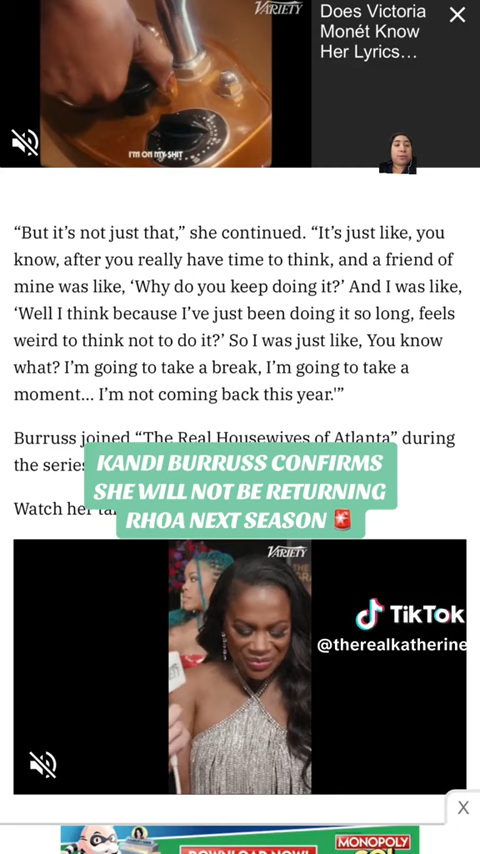 VARIETY
Does Victoria
Monét Know
Her Lyrics…
I'M ON MY SHIT
“But it’s not just that,” she continued. “It’s just like, you
know, after you really have time to think, and a friend of
mine was like, ‘Why do you keep doing it?’ And I was like,
‘Well I think because I’ve just been doing it so long, feels
weird to think not to do it?’ So I was just like, You know
what? I’m going to take a break, I’m going to take a
moment… I’m not coming back this year.'”
Burruss joined “The Real Housewives of Atlanta” during
the series
KANDI BURRUSS CONFIRMS
SHE WILL NOT BE RETURNING
RHOA NEXT SEASON 🚨
Watch her
VARIETY
TikTok
@therealkatherine
X
DOWNLOAD NOW!
MONOPOLY
GO!